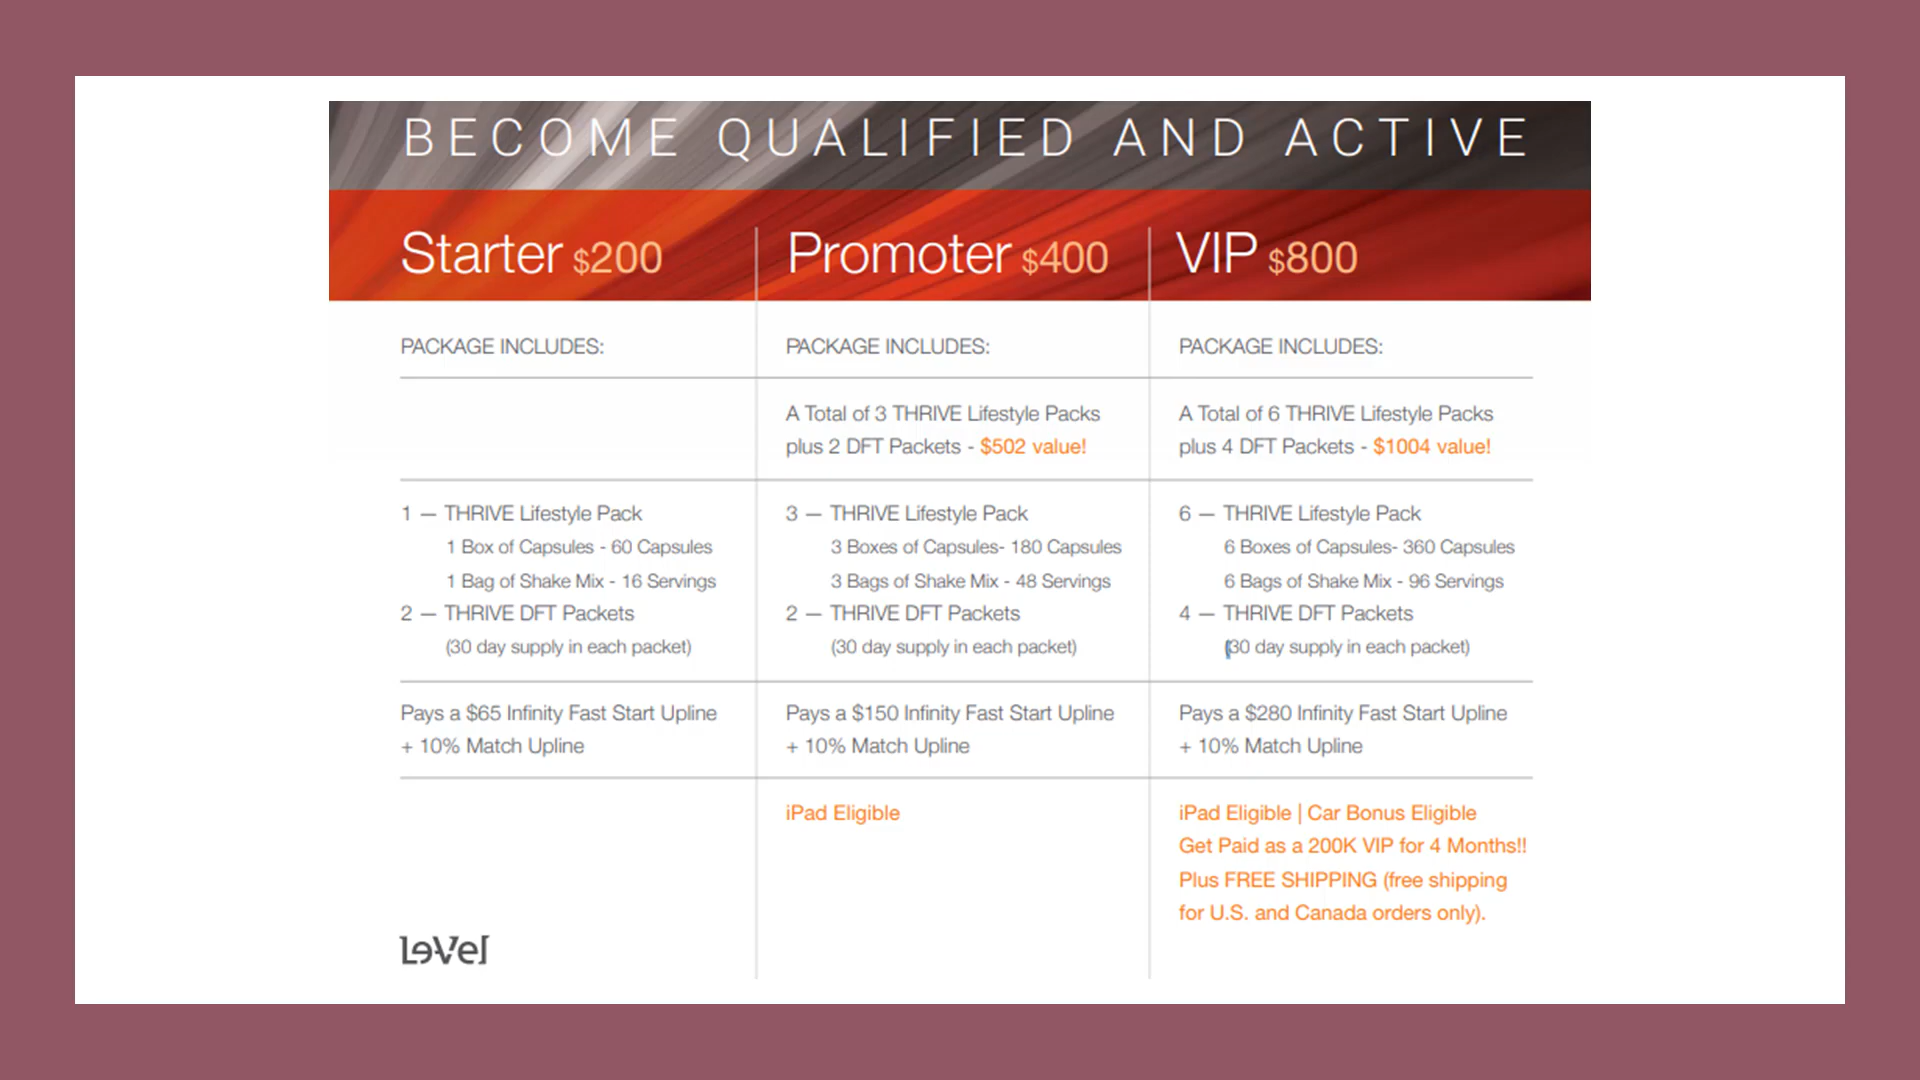 BECOME QUALIFIED AND ACTIVE
Starter $200
PACKAGE INCLUDES:
1 — THRIVE Lifestyle Pack
1 Box of Capsules - 60 Capsules
1 Bag of Shake Mix - 16 Servings
2 — THRIVE DFT Packets
(30 day supply in each packet)
Pays a $65 Infinity Fast Start Upline
+ 10% Match Upline
Promoter $400
PACKAGE INCLUDES:
A Total of 3 THRIVE Lifestyle Packs
plus 2 DFT Packets - $502 value!
3 — THRIVE Lifestyle Pack
3 Boxes of Capsules- 180 Capsules
3 Bags of Shake Mix - 48 Servings
2 — THRIVE DFT Packets
(30 day supply in each packet)
Pays a $150 Infinity Fast Start Upline
+ 10% Match Upline
iPad Eligible
VIP $800
PACKAGE INCLUDES:
A Total of 6 THRIVE Lifestyle Packs
plus 4 DFT Packets - $1004 value!
6 — THRIVE Lifestyle Pack
6 Boxes of Capsules- 360 Capsules
6 Bags of Shake Mix - 96 Servings
4 — THRIVE DFT Packets
(30 day supply in each packet)
Pays a $280 Infinity Fast Start Upline
+ 10% Match Upline
iPad Eligible | Car Bonus Eligible
Get Paid as a 200K VIP for 4 Months!!
Plus FREE SHIPPING (free shipping
for U.S. and Canada orders only).
leVel